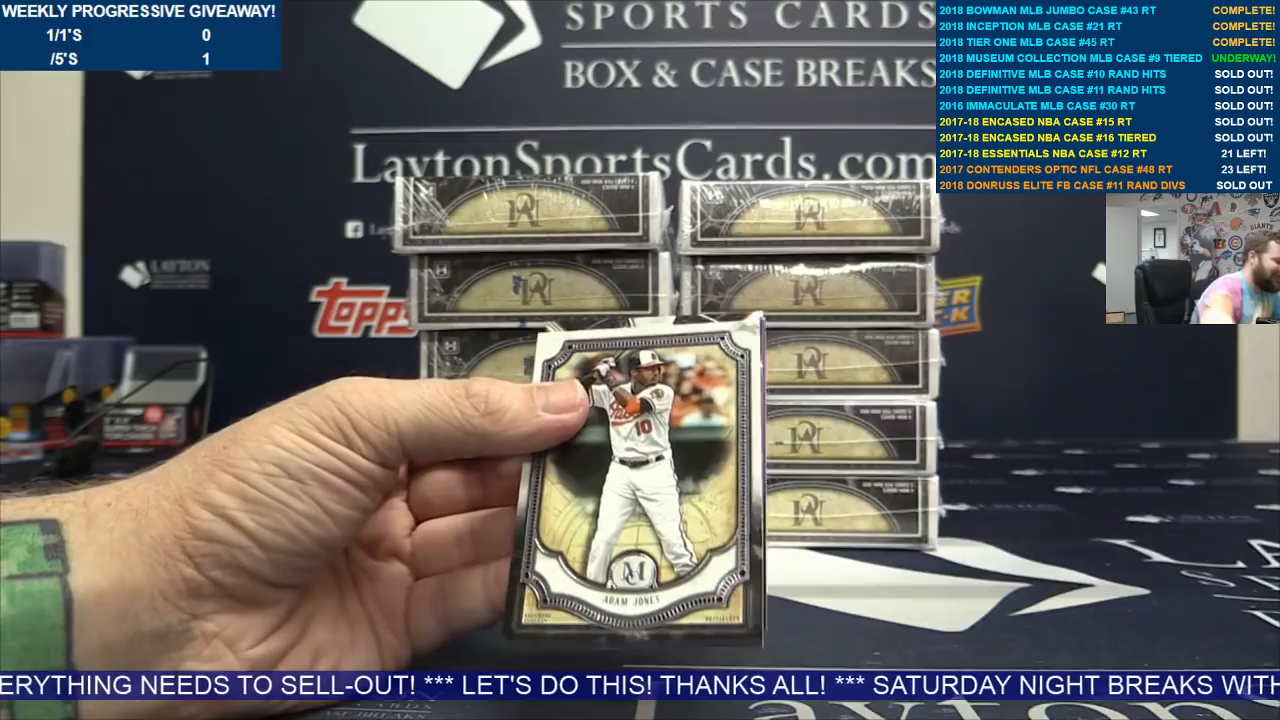 WEEKLY PROGRESSIVE GIVEAWAY!
1/1'S 0
/5'S 1
SPORTS CARDS
BOX & CASE BREAKS
LaytonSportsCards.com
2018 BOWMAN MLB JUMBO CASE #43 RT COMPLETE!
2018 INCEPTION MLB CASE #21 RT COMPLETE!
2018 TIER ONE MLB CASE #45 RT COMPLETE!
2018 MUSEUM COLLECTION MLB CASE #9 TIERED UNDERWAY!
2018 DEFINITIVE MLB CASE #10 RAND HITS SOLD OUT!
2018 DEFINITIVE MLB CASE #11 RAND HITS SOLD OUT!
2016 IMMACULATE MLB CASE #30 RT SOLD OUT!
2017-18 ENCASED NBA CASE #15 RT SOLD OUT!
2017-18 ENCASED NBA CASE #16 TIERED SOLD OUT!
2017-18 ESSENTIALS NBA CASE #12 RT 21 LEFT!
2017 CONTENDERS OPTIC NFL CASE #48 RT 23 LEFT!
2018 DONRUSS ELITE FB CASE #11 RAND DIVS SOLD OUT
GIANTS
LAYTON
TOPPS
10
MC
ADAM JONES
ERYTHING NEEDS TO SELL-OUT! *** LET'S DO THIS! THANKS ALL! *** SATURDAY NIGHT BREAKS WITH
BOX & CASE BREAKS